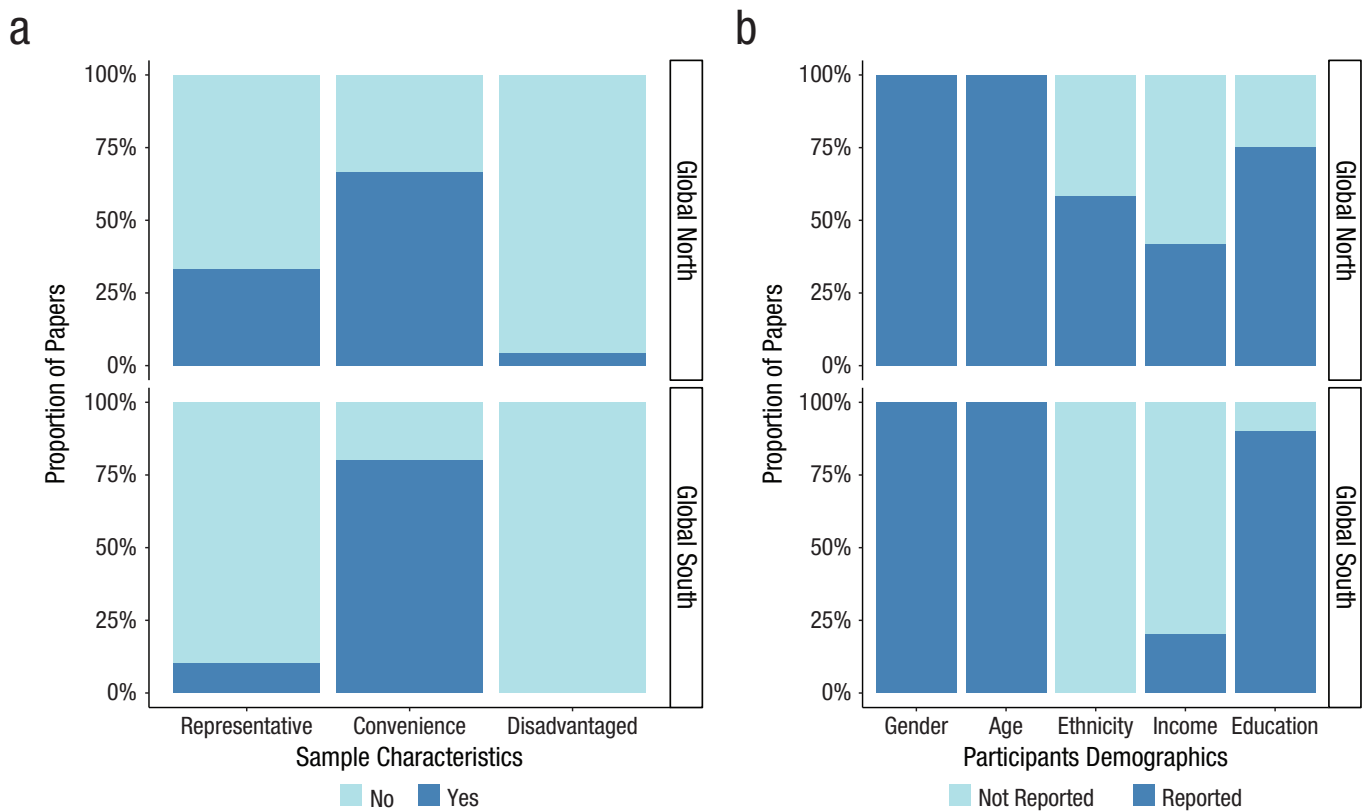 a
100%
75%
50%
25%
0%
Global North
100%
75%
50%
25%
0%
Global South
Proportion of Papers
Representative Convenience Disadvantaged
Sample Characteristics
No Yes
b
100%
75%
50%
25%
0%
Global North
100%
75%
50%
25%
0%
Global South
Proportion of Papers
Gender Age Ethnicity Income Education
Participants Demographics
Not Reported Reported